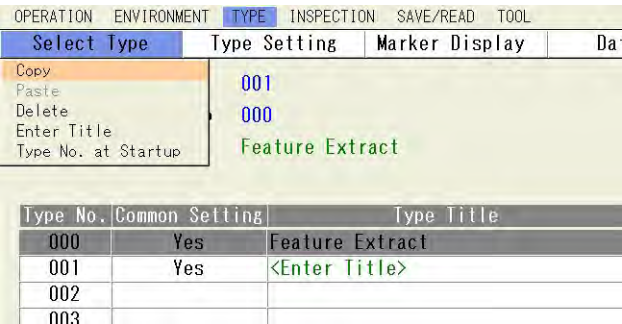 OPERATION ENVIRONMENT TYPE INSPECTION SAVE/READ TOOL
Select Type Type Setting Marker Display Da
Copy
Paste
Delete
Enter Title
Type No. at Startup
001
000
Feature Extract
Type No. Common Setting Type Title
000 Yes Feature Extract
001 Yes <Enter Title>
002
003